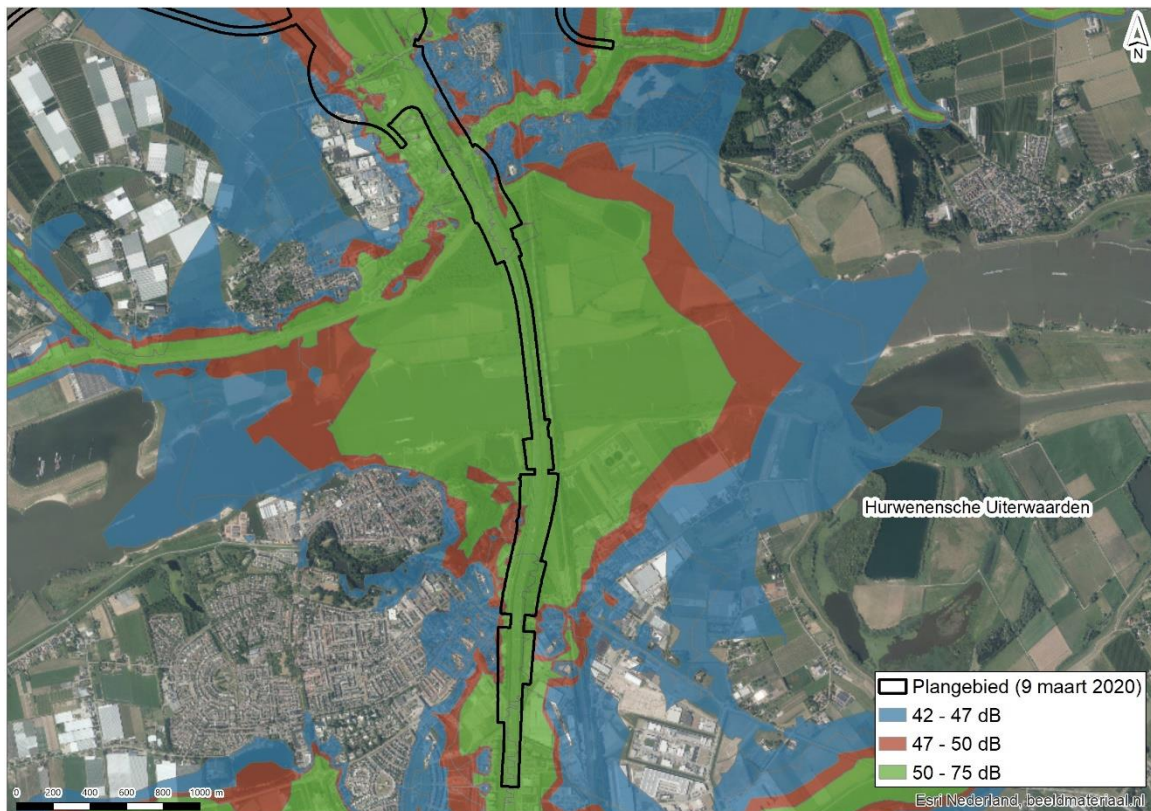 N
Hurwenensche Uiterwaarden
Plangebied (9 maart 2020)
42 - 47 dB
47 - 50 dB
50 - 75 dB
0 200 400 600 800 1000 m
Esri Nederland, beeldmateriaal.nl